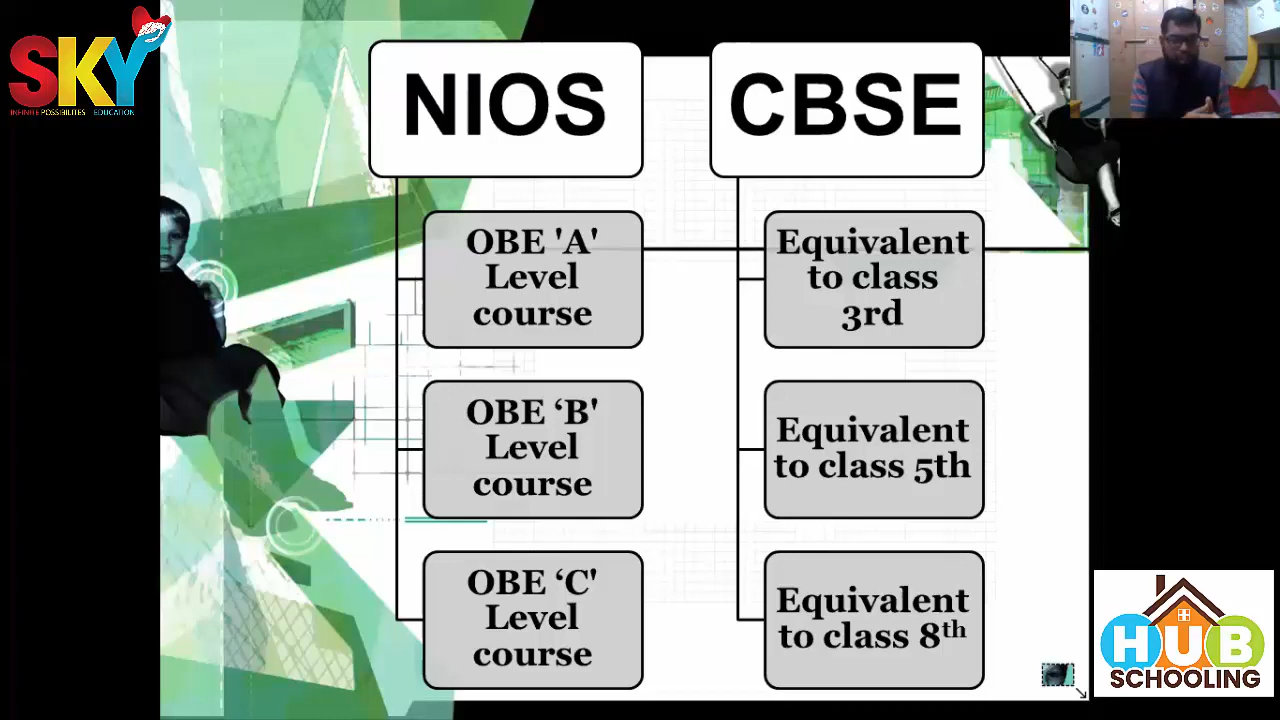 SKY
INFINITE POSSIBILITES EDUCATION
NIOS
CBSE
OBE 'A'
Level
course
Equivalent
to class
3rd
OBE ‘B'
Level
course
Equivalent
to class 5th
OBE ‘C'
Level
course
Equivalent
to class 8th
HUB
SCHOOLING